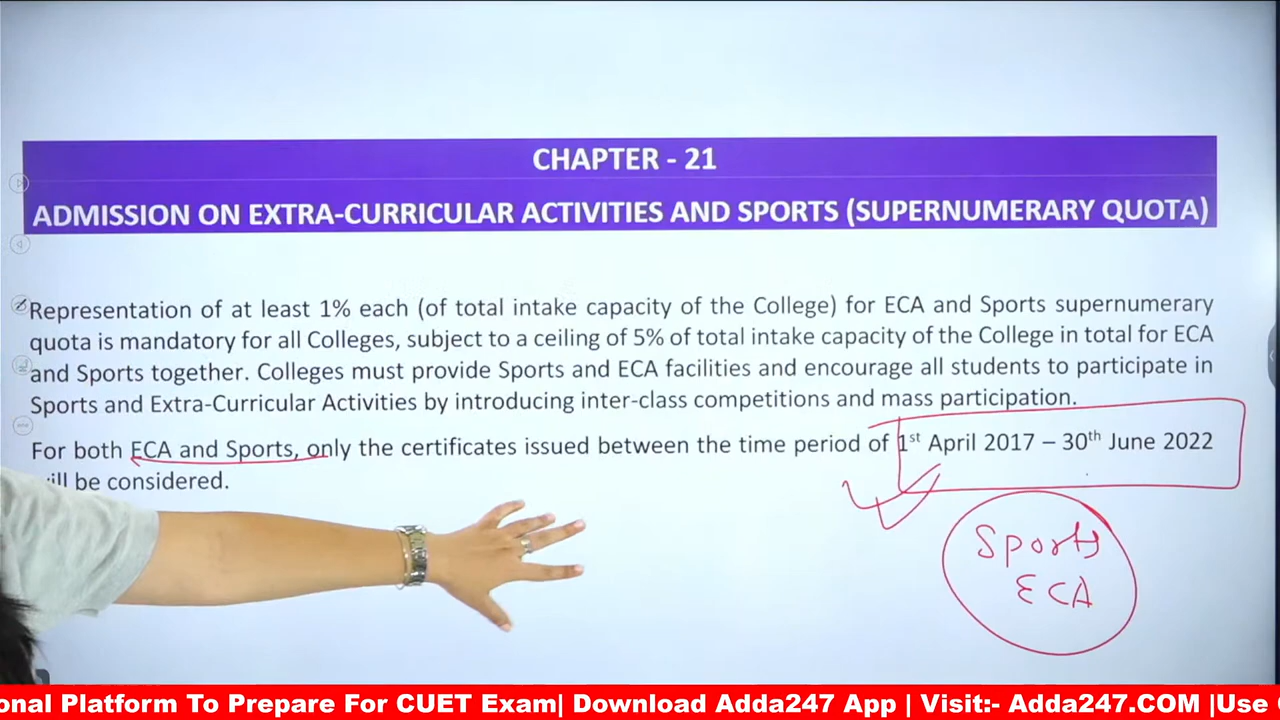 CHAPTER - 21
ADMISSION ON EXTRA-CURRICULAR ACTIVITIES AND SPORTS (SUPERNUMERARY QUOTA)
Representation of at least 1% each (of total intake capacity of the College) for ECA and Sports supernumerary
quota is mandatory for all Colleges, subject to a ceiling of 5% of total intake capacity of the College in total for ECA
and Sports together. Colleges must provide Sports and ECA facilities and encourage all students to participate in
Sports and Extra-Curricular Activities by introducing inter-class competitions and mass participation.
For both ECA and Sports, only the certificates issued between the time period of 1st April 2017 – 30th June 2022
will be considered.
Sports
ECA
onal Platform To Prepare For CUET Exam| Download Adda247 App | Visit:- Adda247.COM |Use